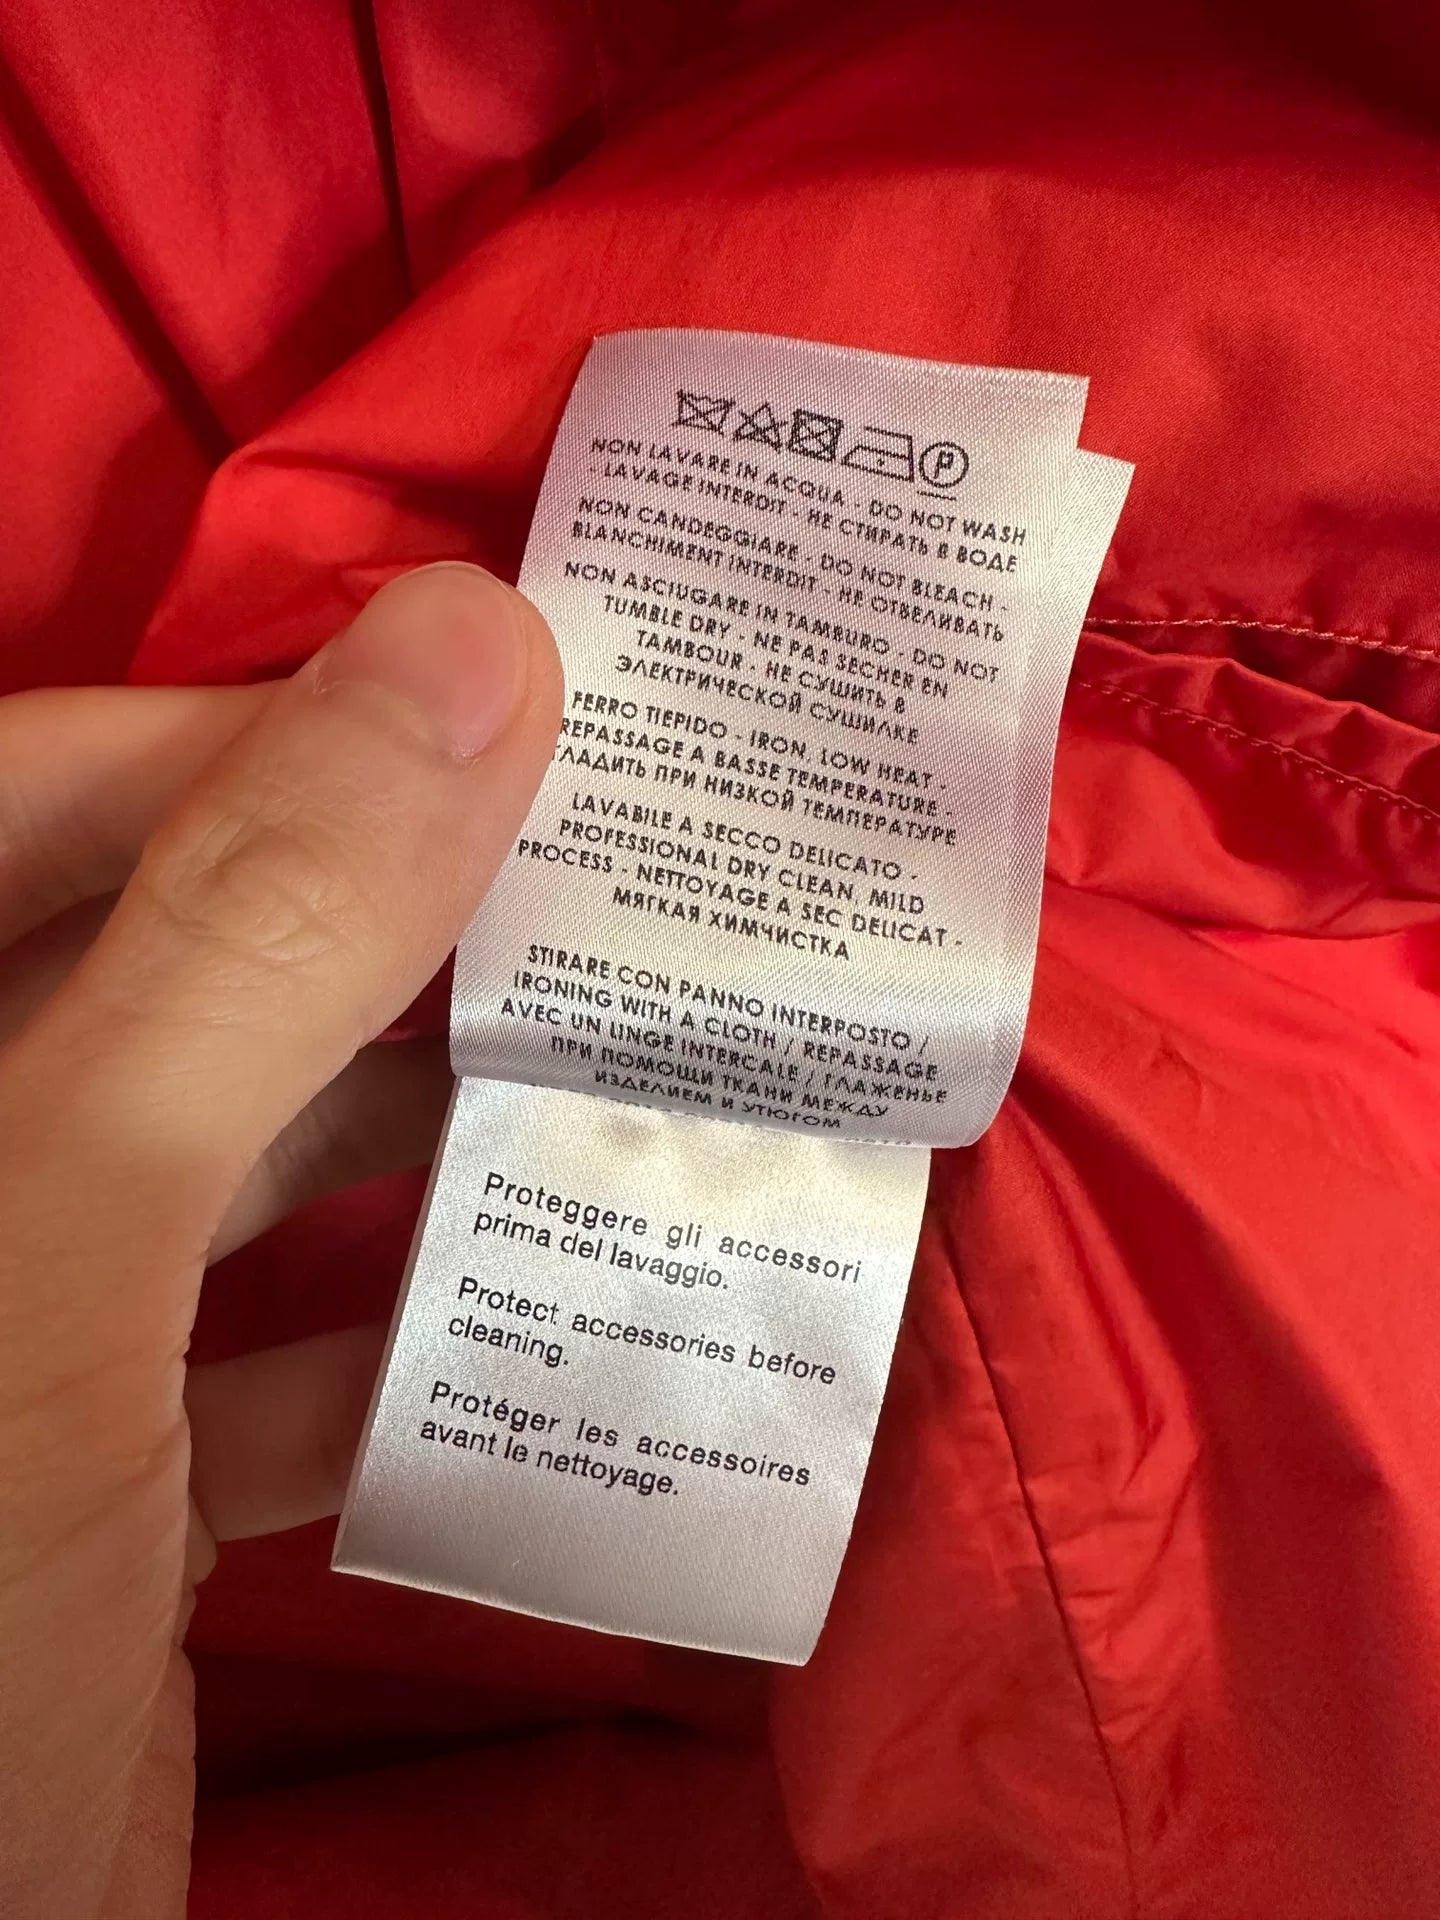 P
NON LAVARE IN ACQUA - DO NOT WASH
- LAVAGE INTERDIT - НЕ СТИРАТЬ В ВОДЕ
NON CANDEGGIARE - DO NOT BLEACH -
BLANCHIMENT INTERDIT - НЕ ОТБЕЛИВАТЬ
NON ASCIUGARE IN TAMBURO - DO NOT
TUMBLE DRY - NE PAS SECHER EN
TAMBOUR - НЕ СУШИТЬ В
ЭЛЕКТРИЧЕСКОЙ СУШИЛКЕ
FERRO TIEPIDO - IRON, LOW HEAT -
REPASSAGE A BASSE TEMPERATURE -
ГЛАДИТЬ ПРИ НИЗКОЙ ТЕМПЕРАТУРЕ
LAVABILE A SECCO DELICATO -
PROFESSIONAL DRY CLEAN, MILD
PROCESS - NETTOYAGE A SEC DELICAT -
МЯГКАЯ ХИМЧИСТКА
STIRARE CON PANNO INTERPOSTO /
IRONING WITH A CLOTH / REPASSAGE
AVEC UN LINGE INTERCALE / ГЛАЖЕНЬЕ
ПРИ ПОМОЩИ ТКАНИ МЕЖДУ
ИЗДЕЛИЕМ И УТЮГОМ
Proteggere gli accessori
prima del lavaggio.
Protect accessories before
cleaning.
Protéger les accessoires
avant le nettoyage.